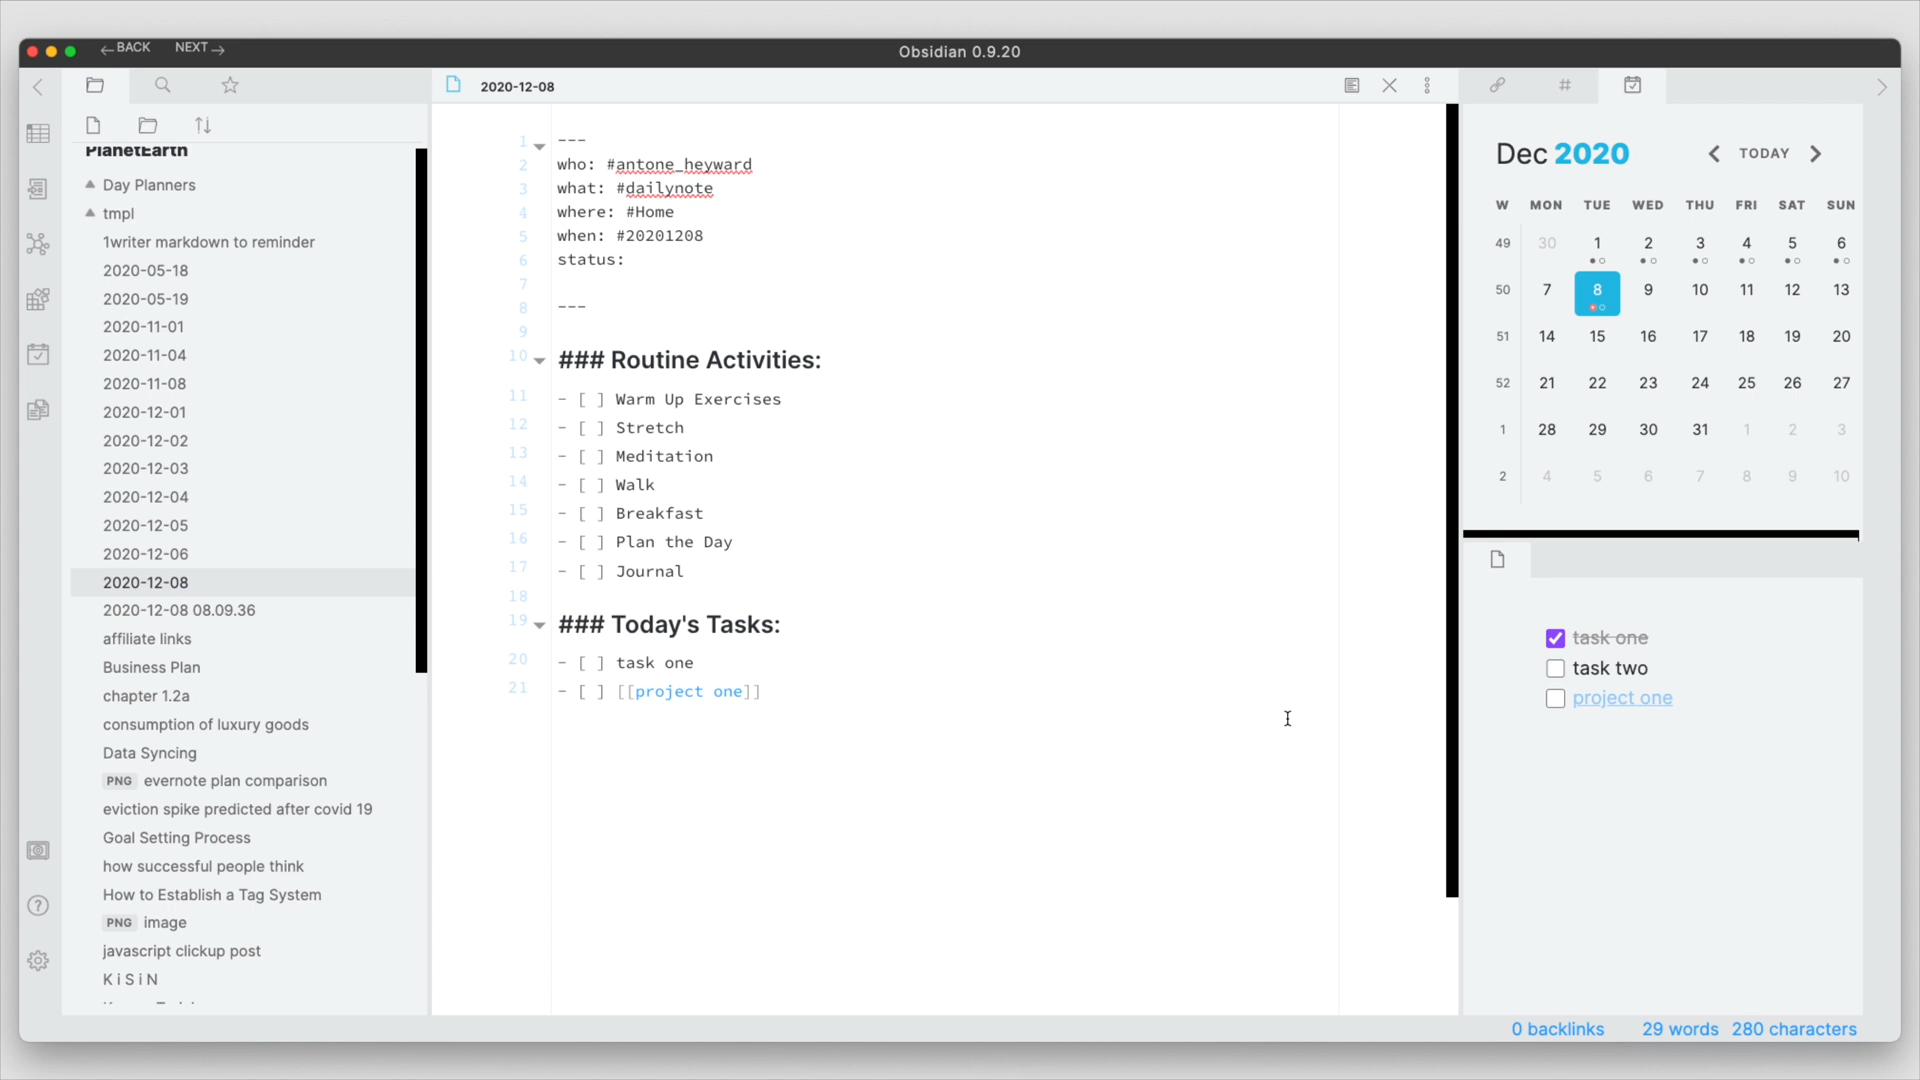 BACK NEXT
Obsidian 0.9.20
2020-12-08
PlanetEarth
Day Planners
tmpl
1writer markdown to reminder
2020-05-18
2020-05-19
2020-11-01
2020-11-04
2020-11-08
2020-12-01
2020-12-02
2020-12-03
2020-12-04
2020-12-05
2020-12-06
2020-12-08
2020-12-08 08.09.36
affiliate links
Business Plan
chapter 1.2a
consumption of luxury goods
Data Syncing
PNG evernote plan comparison
eviction spike predicted after covid 19
Goal Setting Process
how successful people think
How to Establish a Tag System
PNG image
javascript clickup post
K i S i N
1 ---
2 who: #antone_heyward
3 what: #dailynote
4 where: #Home
5 when: #20201208
6 status:
7
8 ---
9
10 ### Routine Activities:
11 - [ ] Warm Up Exercises
12 - [ ] Stretch
13 - [ ] Meditation
14 - [ ] Walk
15 - [ ] Breakfast
16 - [ ] Plan the Day
17 - [ ] Journal
18
19 ### Today's Tasks:
20 - [ ] task one
21 - [ ] [[project one]]
Dec 2020 TODAY
W MON TUE WED THU FRI SAT SUN
49 30 1 2 3 4 5 6
50 7 8 9 10 11 12 13
51 14 15 16 17 18 19 20
52 21 22 23 24 25 26 27
1 28 29 30 31 1 2 3
2 4 5 6 7 8 9 10
task one
task two
project one
0 backlinks 29 words 280 characters